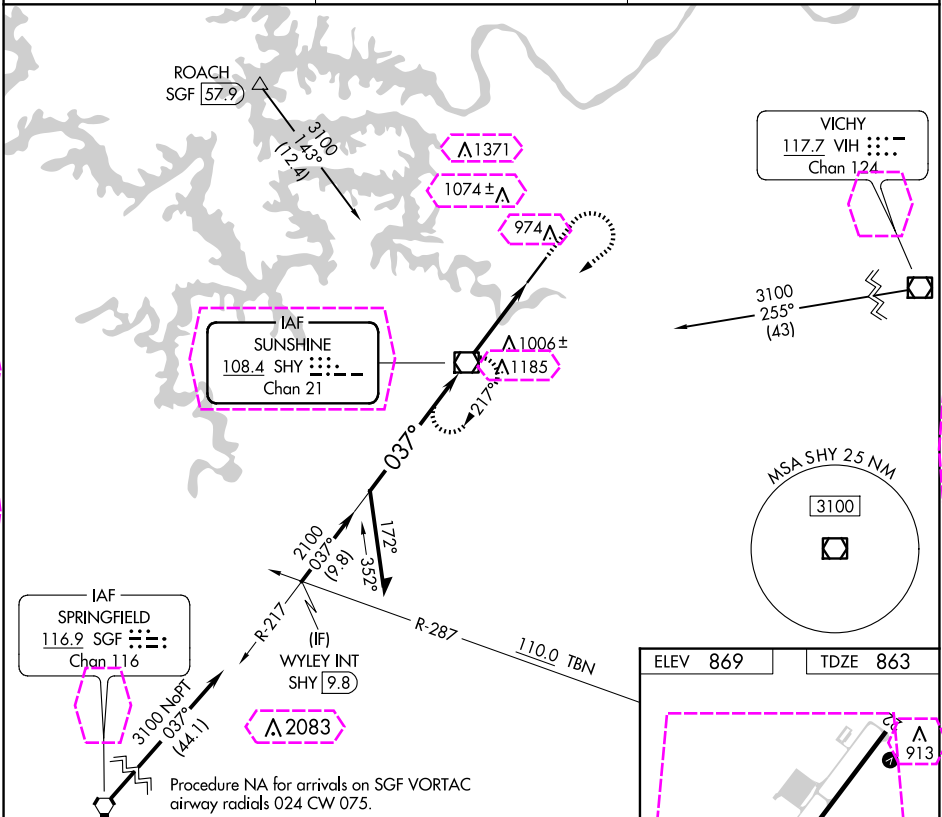 ROACH
SGF 57.9
3100
143°
(12.4)
1371
1074 ±
974
VICHY
117.7 VIH
Chan 124
3100
255°
(43)
IAF
SUNSHINE
108.4 SHY
Chan 21
1006 ±
1185
217°
037°
MSA SHY 25 NM
3100
172°
352°
2100
037°
(9.8)
IAF
SPRINGFIELD
116.9 SGF
Chan 116
R-217
(IF)
WYLEY INT
SHY 9.8
R-287
110.0 TBN
3100 NoPT
037°
(44.1)
2083
Procedure NA for arrivals on SGF VORTAC
airway radials 024 CW 075.
ELEV 869
TDZE 863
22
V
913